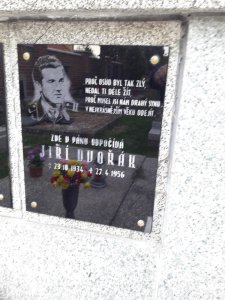 PROČ OSUD BYL TAK ZLÝ,
NEDAL TI DÉLE ŽÍT
PROČ MUSEL JSI NÁM DRAHÝ SYNU
V NEJKRÁSNĚJŠÍM VĚKU ODEJÍT.
ZDE V PÁNU ODPOČÍVÁ
JIŘÍ DVOŘÁK
* 23.10.1934 + 27.4.1956